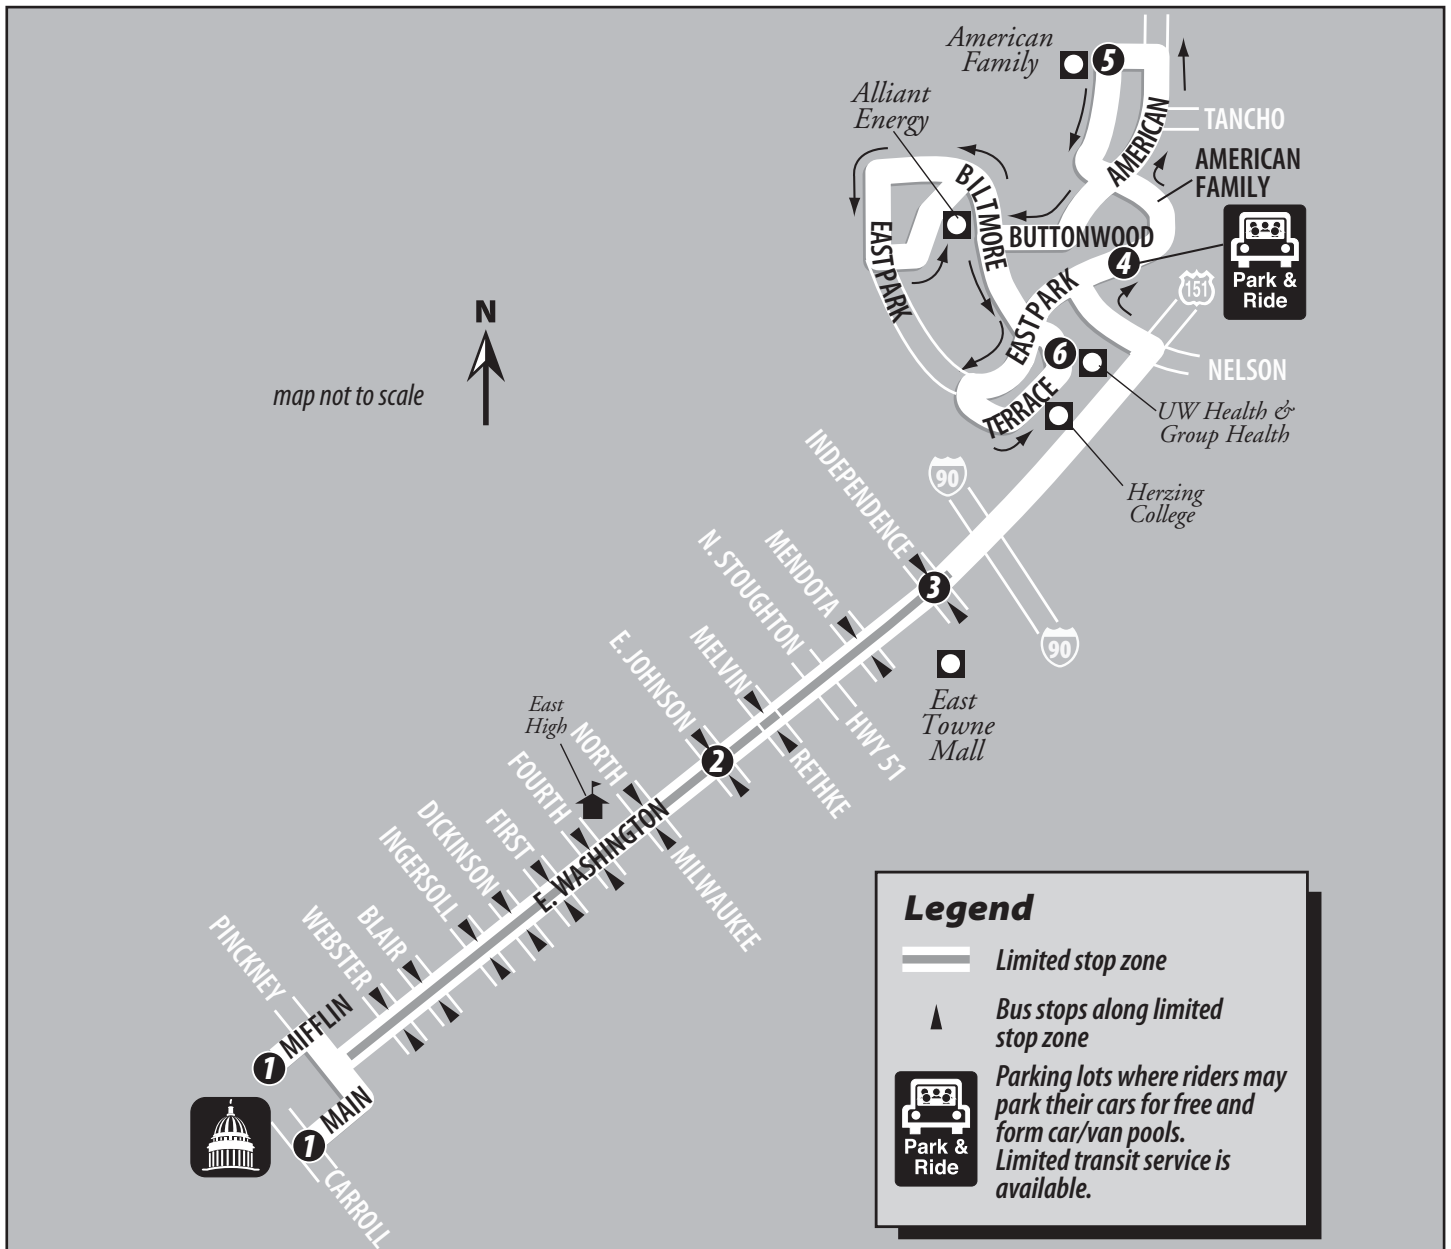 American
Family
5
Alliant
Energy
AMERICAN
TANCHO
AMERICAN
FAMILY
BILTMORE
EASTPARK
BUTTONWOOD
4
Park &
Ride
151
EASTPARK
N
6
NELSON
map not to scale
TERRACE
UW Health &
Group Health
INDEPENDENCE
90
Herzing
College
N. STOUGHTON
MENDOTA
3
E. JOHNSON
MELVIN
90
East
Towne
Mall
East
High
NORTH
HWY 51
FOURTH
2
RETHKE
DICKINSON
FIRST
E. WASHINGTON
INGERSOLL
MILWAUKEE
PINCKNEY
WEBSTER
BLAIR
MIFFLIN
1
MAIN
1
CARROLL
Legend
Limited stop zone
Bus stops along limited
stop zone
Park &
Ride
Parking lots where riders may
park their cars for free and
form car/van pools.
Limited transit service is
available.